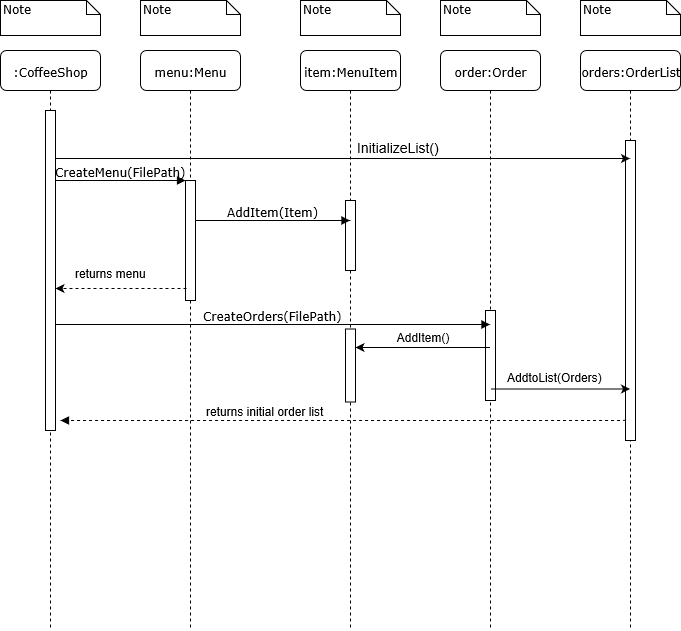 Note
Note
Note
Note
Note
:CoffeeShop
menu:Menu
item:MenuItem
order:Order
orders:OrderList
InitializeList()
CreateMenu(FilePath)
AddItem(Item)
returns menu
CreateOrders(FilePath)
AddItem()
AddtoList(Orders)
returns initial order list